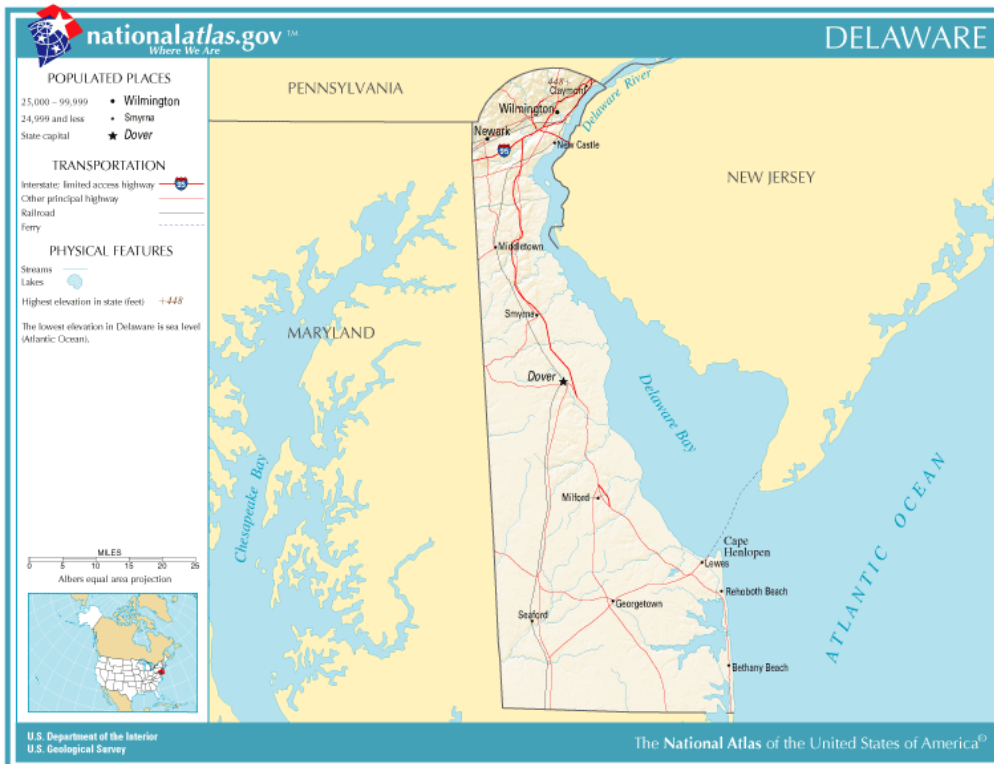 nationalatlas.gov ™
Where We Are
DELAWARE
POPULATED PLACES
25,000 – 99,999 • Wilmington
24,999 and less • Smyrna
State capital ★ Dover
TRANSPORTATION
Interstate; limited access highway 95
Other principal highway
Railroad
Ferry
PHYSICAL FEATURES
Streams
Lakes
Highest elevation in state (feet) +448
The lowest elevation in Delaware is sea level
(Atlantic Ocean).
MILES
0 5 10 15 20 25
Albers equal area projection
PENNSYLVANIA
448+
Claymont
Delaware River
Wilmington
Newark
95
New Castle
NEW JERSEY
Middletown
Smyrna
MARYLAND
Dover
Delaware Bay
Chesapeake Bay
Milford
ATLANTIC OCEAN
Cape
Henlopen
Lewes
Rehoboth Beach
Georgetown
Seaford
Bethany Beach
U.S. Department of the Interior
U.S. Geological Survey
The National Atlas of the United States of America©